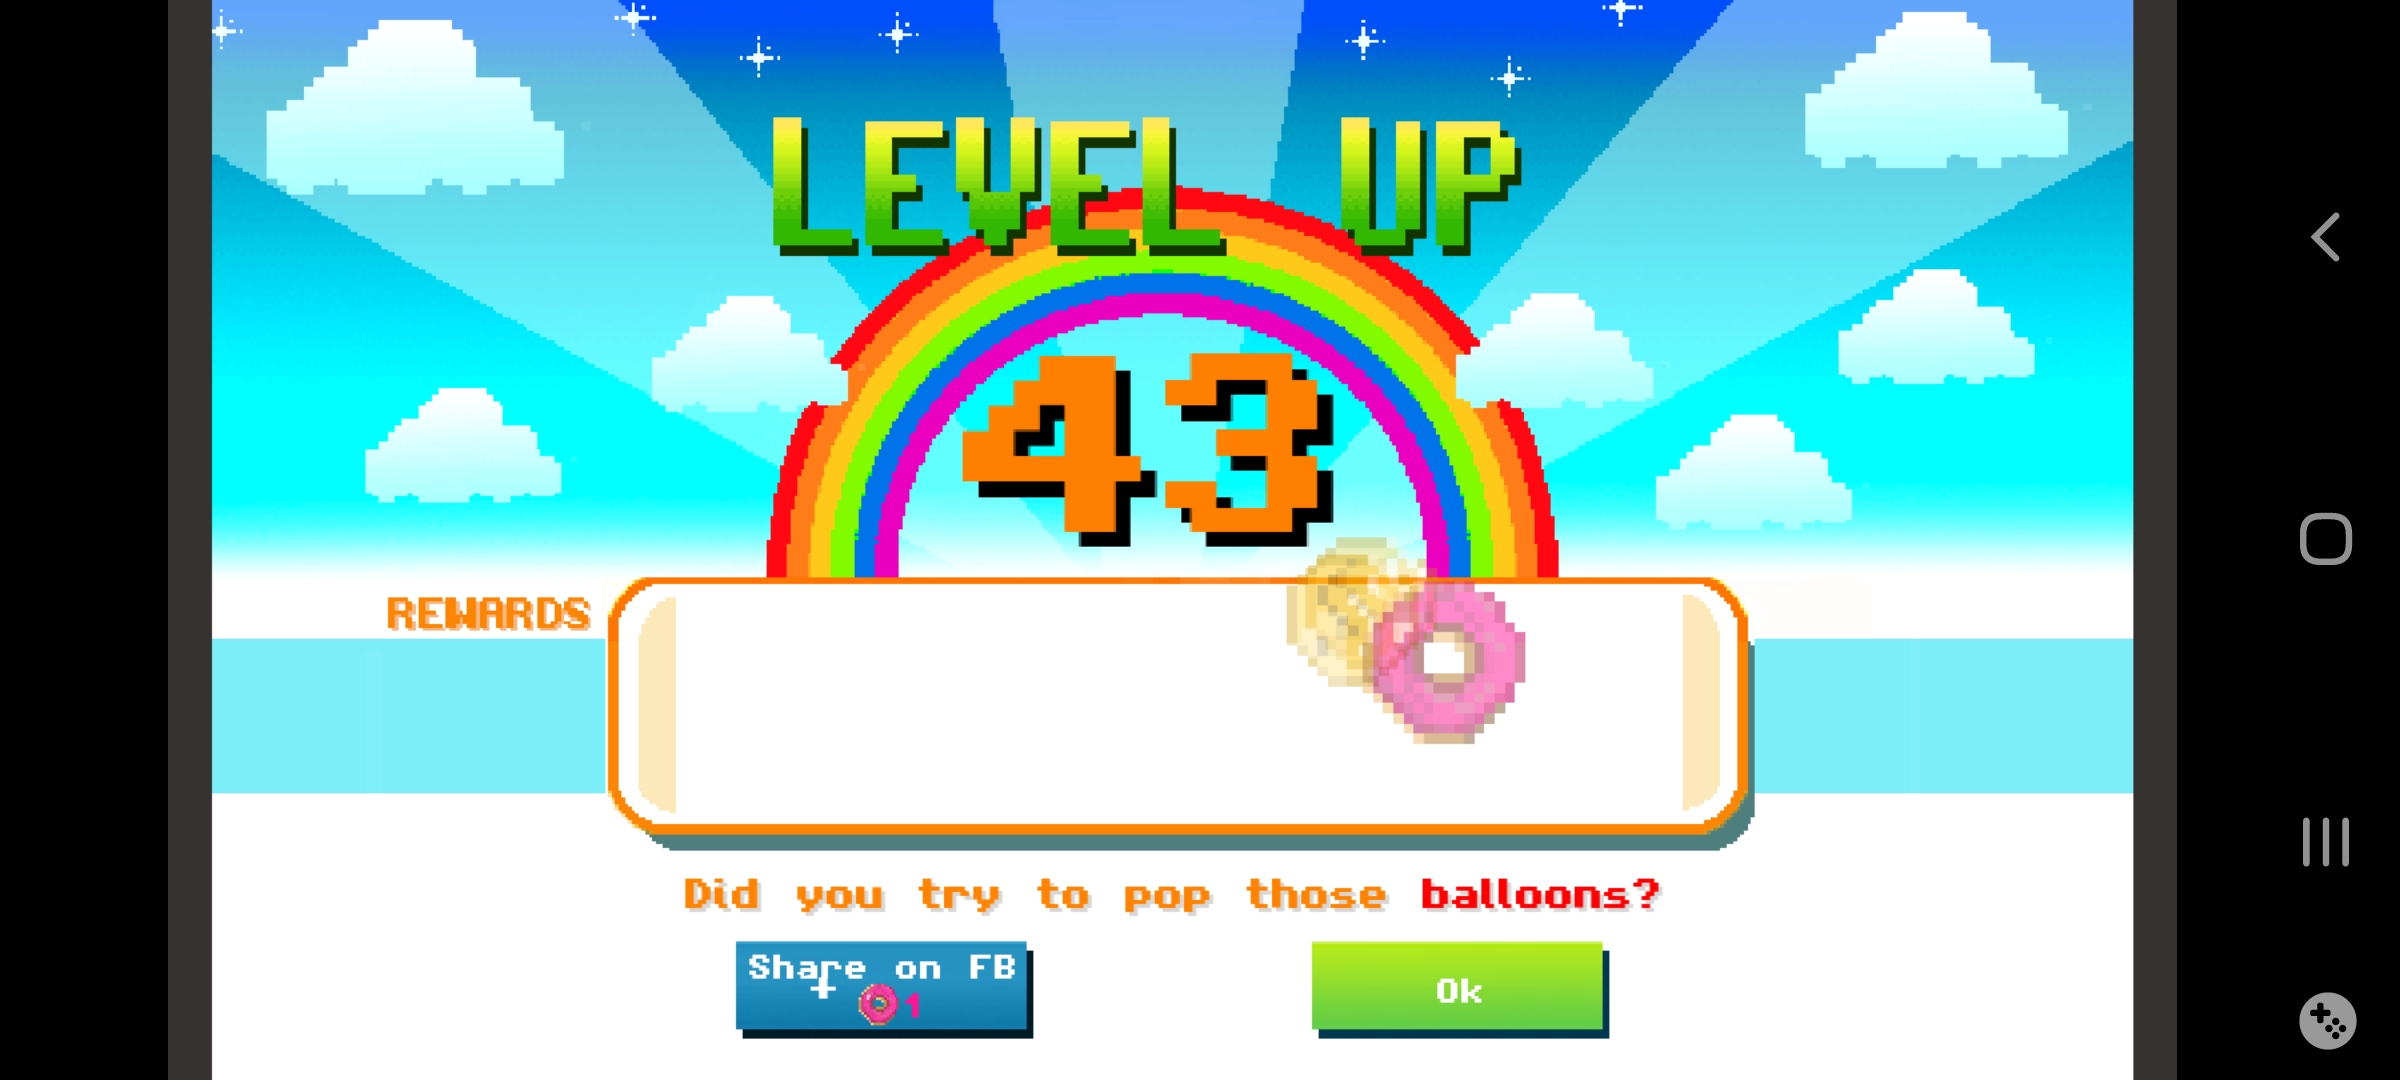 LEVEL UP
43
REWARDS
Did you try to pop those balloons?
Share on FB
+ 1
Ok